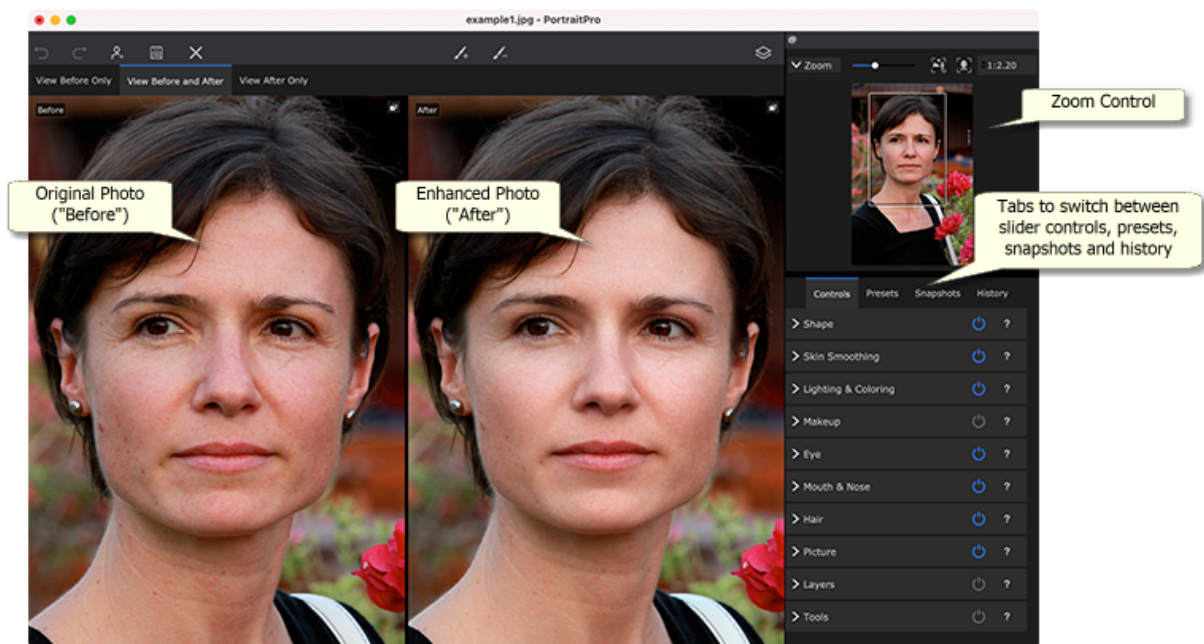 example1.jpg - PortraitPro
Zoom
1:2.20
View Before Only
View Before and After
View After Only
Before
After
Zoom Control
Original Photo
("Before")
Enhanced Photo
("After")
Tabs to switch between
slider controls, presets,
snapshots and history
Controls
Presets
Snapshots
History
Shape ?
Skin Smoothing ?
Lighting & Coloring ?
Makeup ?
Eye ?
Mouth & Nose ?
Hair ?
Picture ?
Layers ?
Tools ?